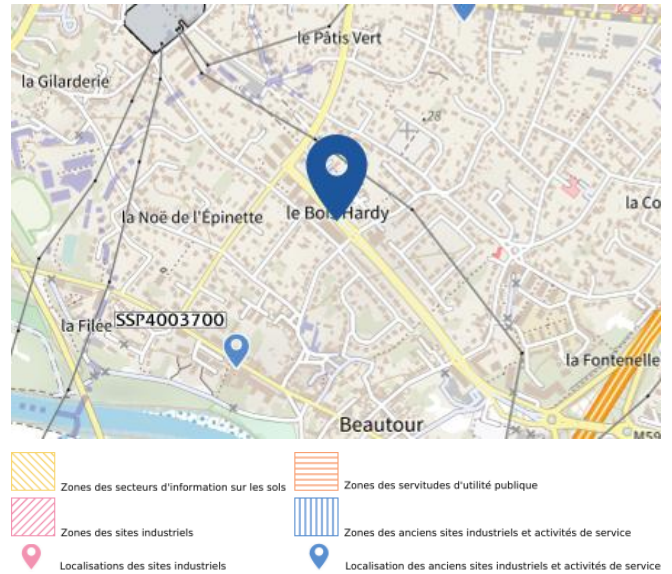 le Pâtis Vert
la Gilarderie
28
la Noë de l'Épinette
le Bois Hardy
la Co
la Filée
SSP4003700
la Fontenelle
Beautour
M59
Zones des secteurs d'information sur les sols
Zones des servitudes d'utilité publique
Zones des sites industriels
Zones des anciens sites industriels et activités de service
Localisations des sites industriels
Localisation des anciens sites industriels et activités de service